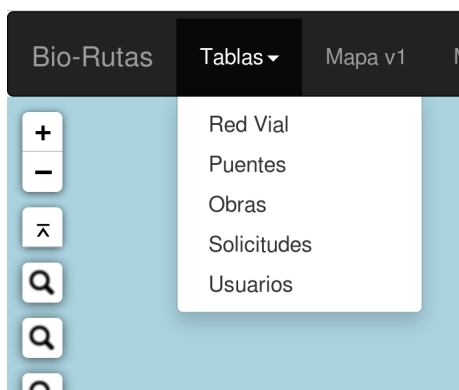 Bio-Rutas Tablas Mapa v1
Red Vial
Puentes
Obras
Solicitudes
Usuarios